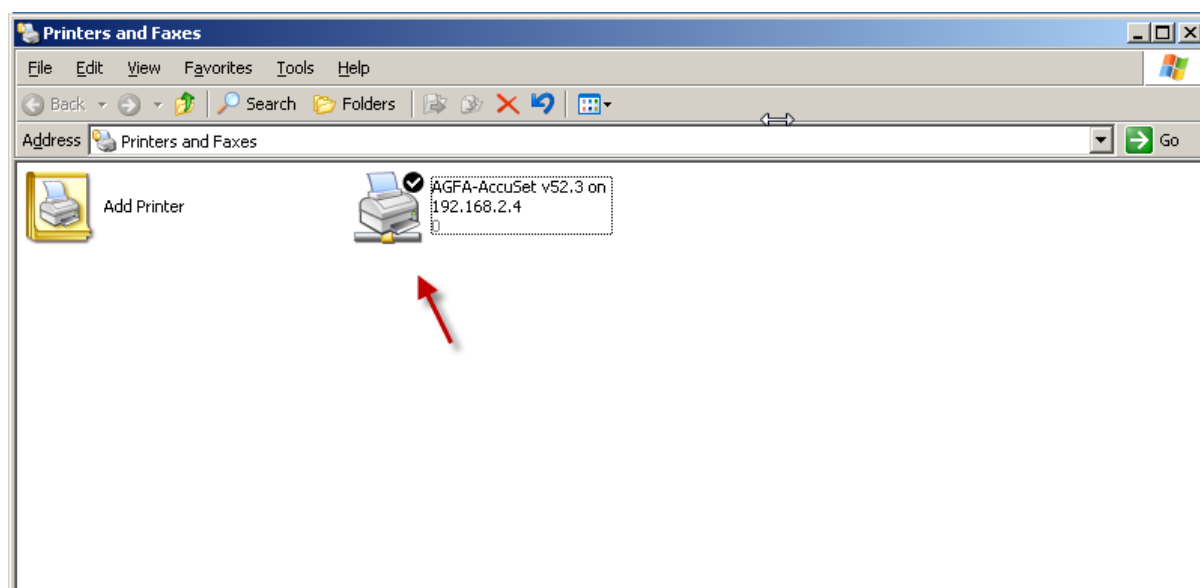 Printers and Faxes
File Edit View Favorites Tools Help
Back Search Folders
Address Printers and Faxes Go
Add Printer
AGFA-AccuSet v52.3 on
192.168.2.4
0